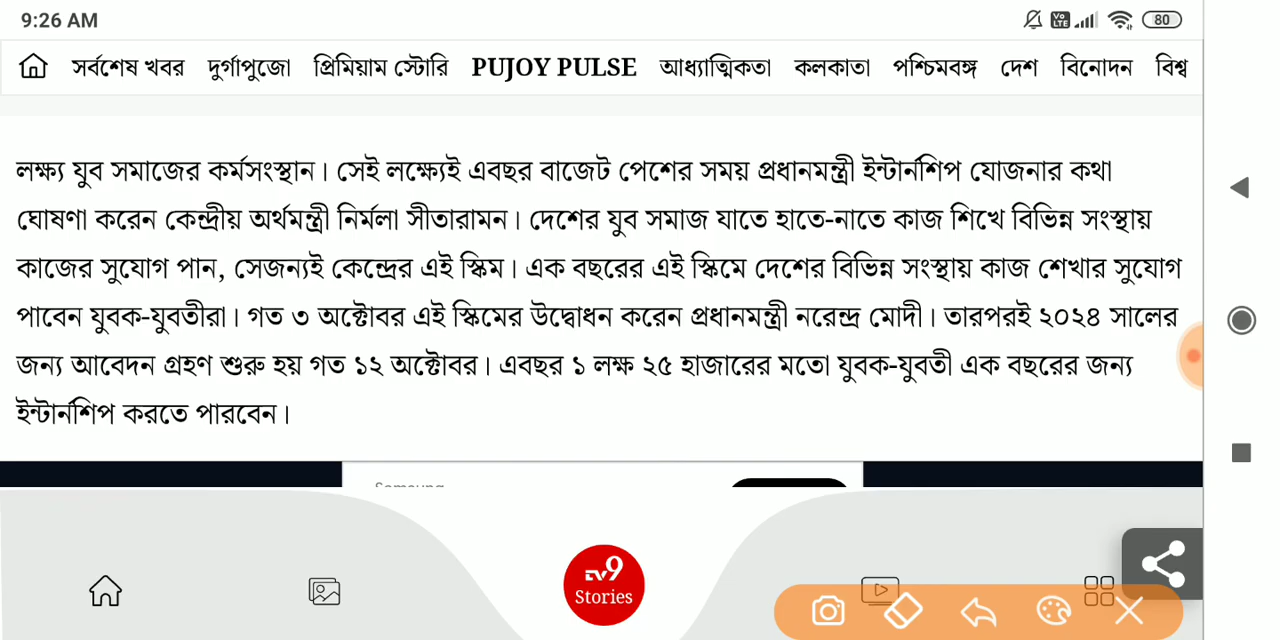 9:26 AM
80
সর্বশেষ খবর দুর্গাপুজো প্রিমিয়াম স্টোরি PUJOY PULSE আধ্যাত্মিকতা কলকাতা পশ্চিমবঙ্গ দেশ বিনোদন বিশ্ব
লক্ষ্য যুব সমাজের কর্মসংস্থান। সেই লক্ষ্যেই এবছর বাজেট পেশের সময় প্রধানমন্ত্রী ইন্টার্নশিপ যোজনার কথা
ঘোষণা করেন কেন্দ্রীয় অর্থমন্ত্রী নির্মলা সীতারামন। দেশের যুব সমাজ যাতে হাতে-নাতে কাজ শিখে বিভিন্ন সংস্থায়
কাজের সুযোগ পান, সেজন্যই কেন্দ্রের এই স্কিম। এক বছরের এই স্কিমে দেশের বিভিন্ন সংস্থায় কাজ শেখার সুযোগ
পাবেন যুবক-যুবতীরা। গত ৩ অক্টোবর এই স্কিমের উদ্বোধন করেন প্রধানমন্ত্রী নরেন্দ্র মোদী। তারপরই ২০২৪ সালের
জন্য আবেদন গ্রহণ শুরু হয় গত ১২ অক্টোবর। এবছর ১ লক্ষ ২৫ হাজারের মতো যুবক-যুবতী এক বছরের জন্য
ইন্টার্নশিপ করতে পারবেন।
TV9
Stories